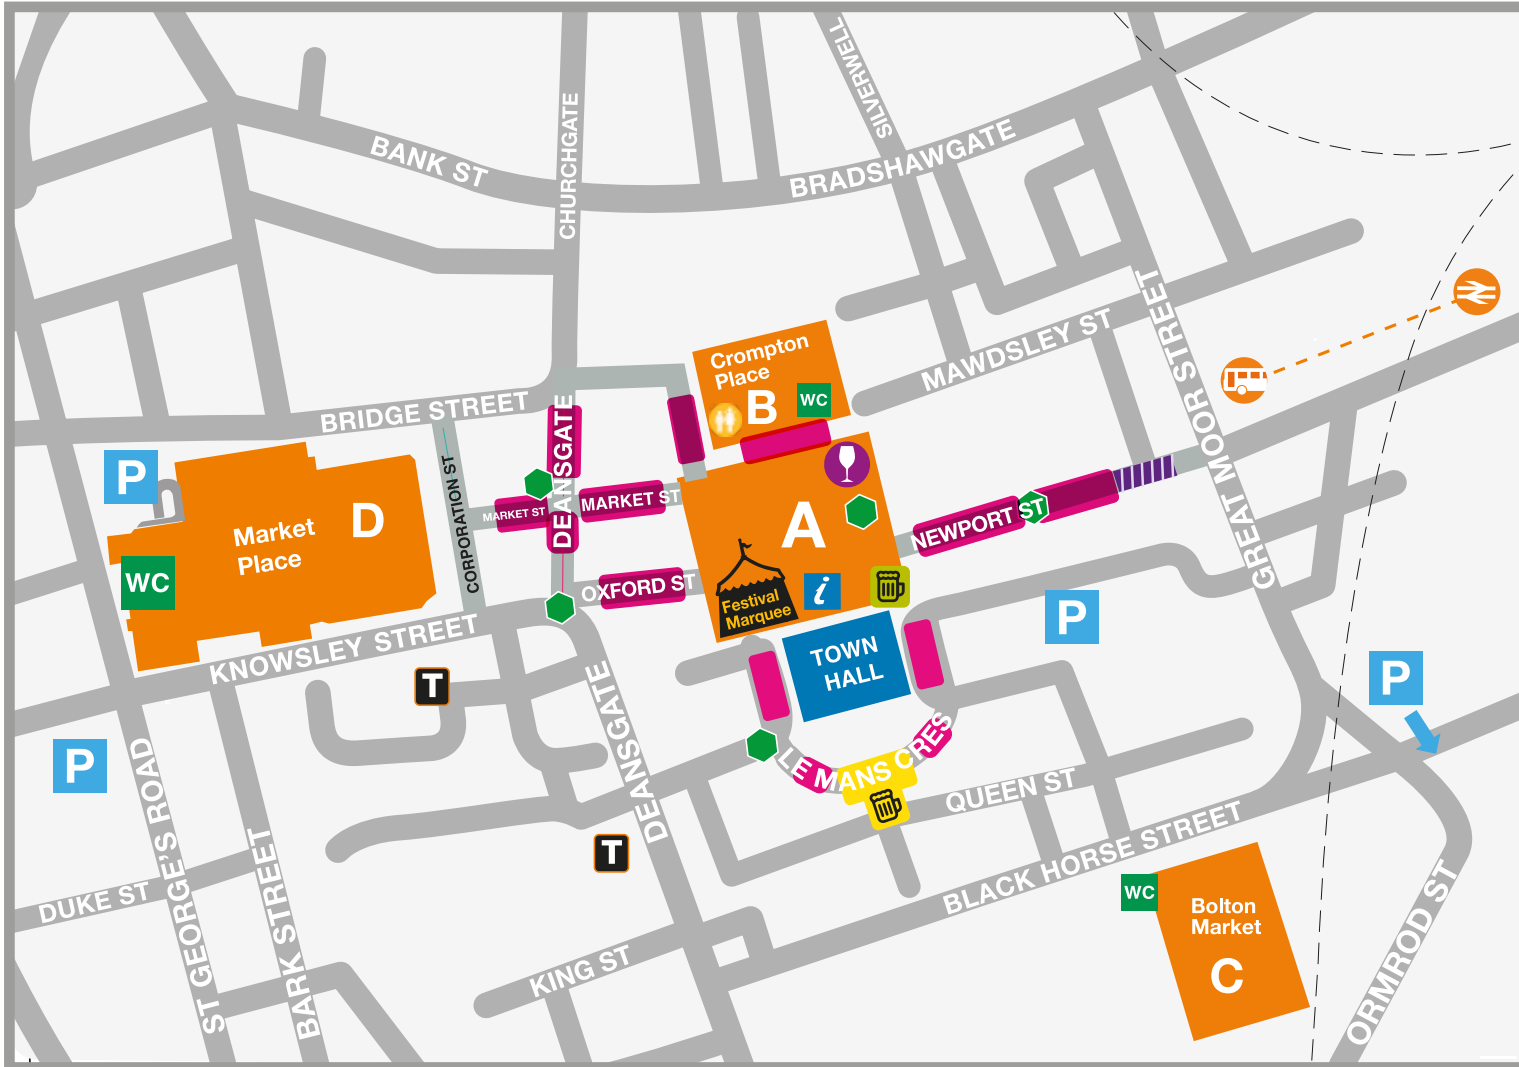 SILVERWELL
CHURCHGATE
BANK ST
BRADSHAWGATE
MAWDSLEY ST
GREAT MOOR STREET
Crompton
Place
B
WC
BRIDGE STREET
DEANSGATE
P
CORPORATION ST
MARKET ST
MARKET ST
Market
Place
D
WC
A
NEWPORT ST
OXFORD ST
Festival
Marquee
i
KNOWSLEY STREET
TOWN
HALL
P
T
P
DEANSGATE
P
LE MANS CRES
QUEEN ST
T
BLACK HORSE STREET
ST GEORGE'S ROAD
BARK STREET
DUKE ST
KING ST
WC
Bolton
Market
C
ORMROD ST